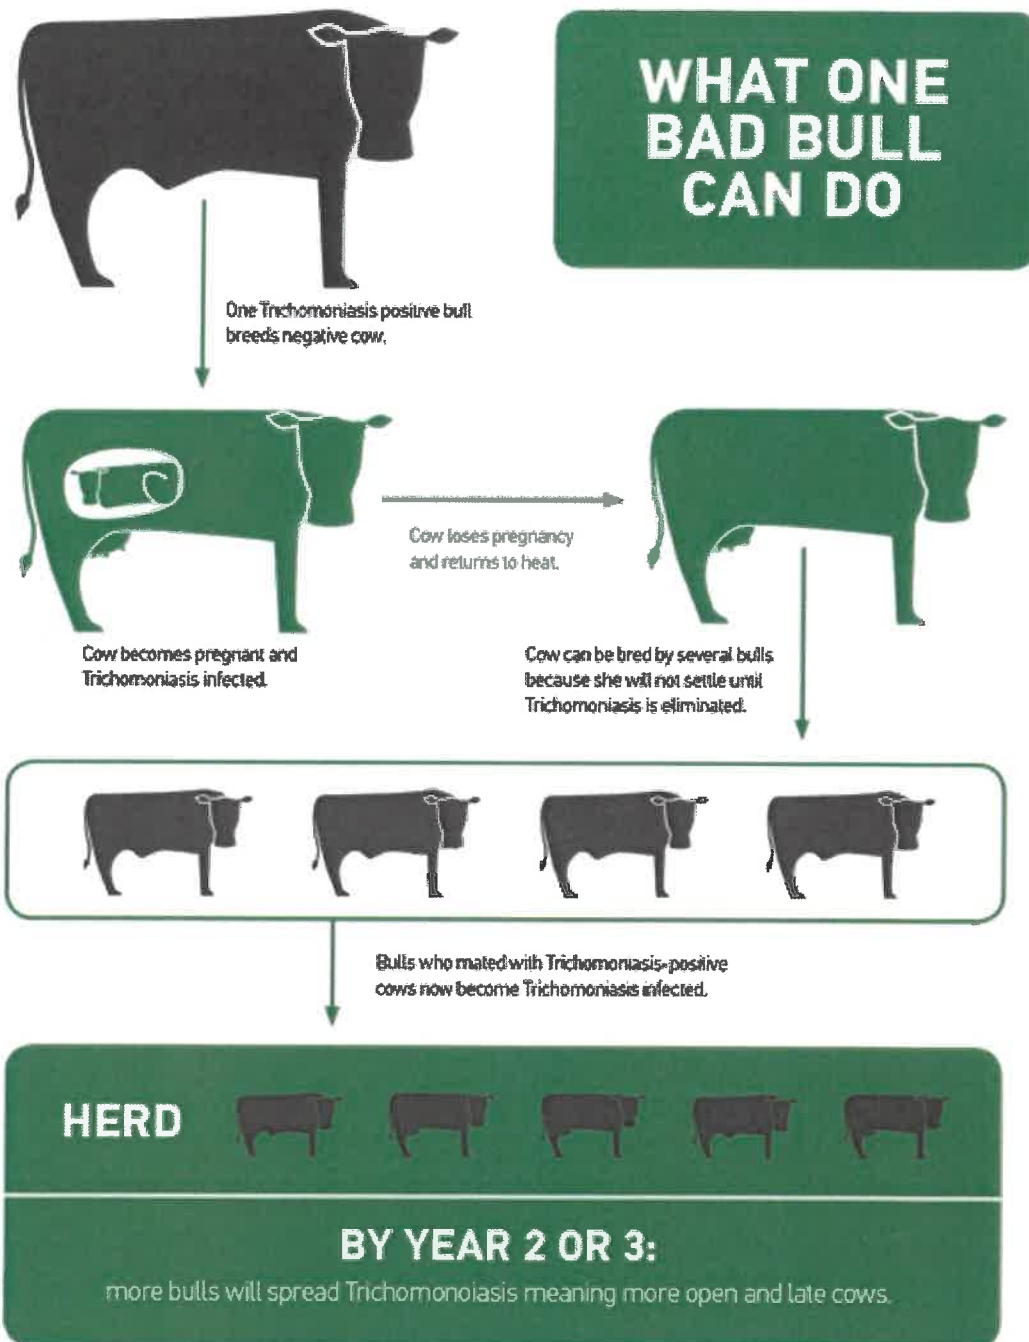 WHAT ONE
BAD BULL
CAN DO
One Trichomoniasis positive bull
breeds negative cow.
Cow loses pregnancy
and returns to heat.
Cow becomes pregnant and
Trichomoniasis infected.
Cow can be bred by several bulls
because she will not settle until
Trichomoniasis is eliminated.
Bulls who mated with Trichomoniasis-positive
cows now become Trichomoniasis infected.
HERD
BY YEAR 2 OR 3:
more bulls will spread Trichomonoiasis meaning more open and late cows.